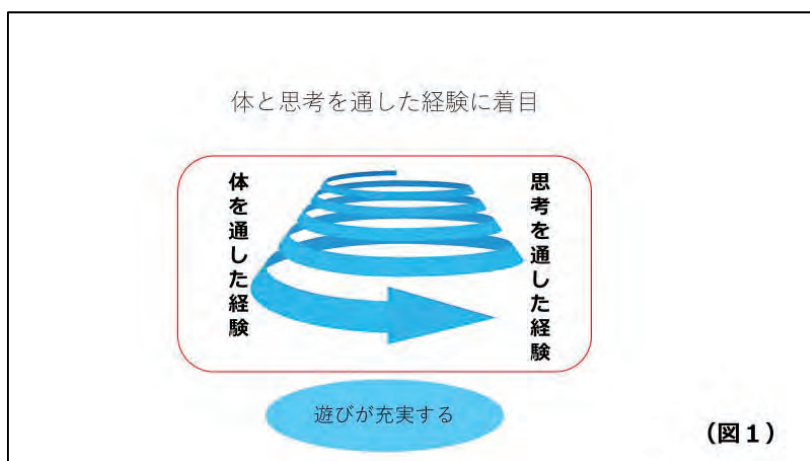 体と思考を通した経験に着目
体を通した経験
思考を通した経験
遊びが充実する
(図１)